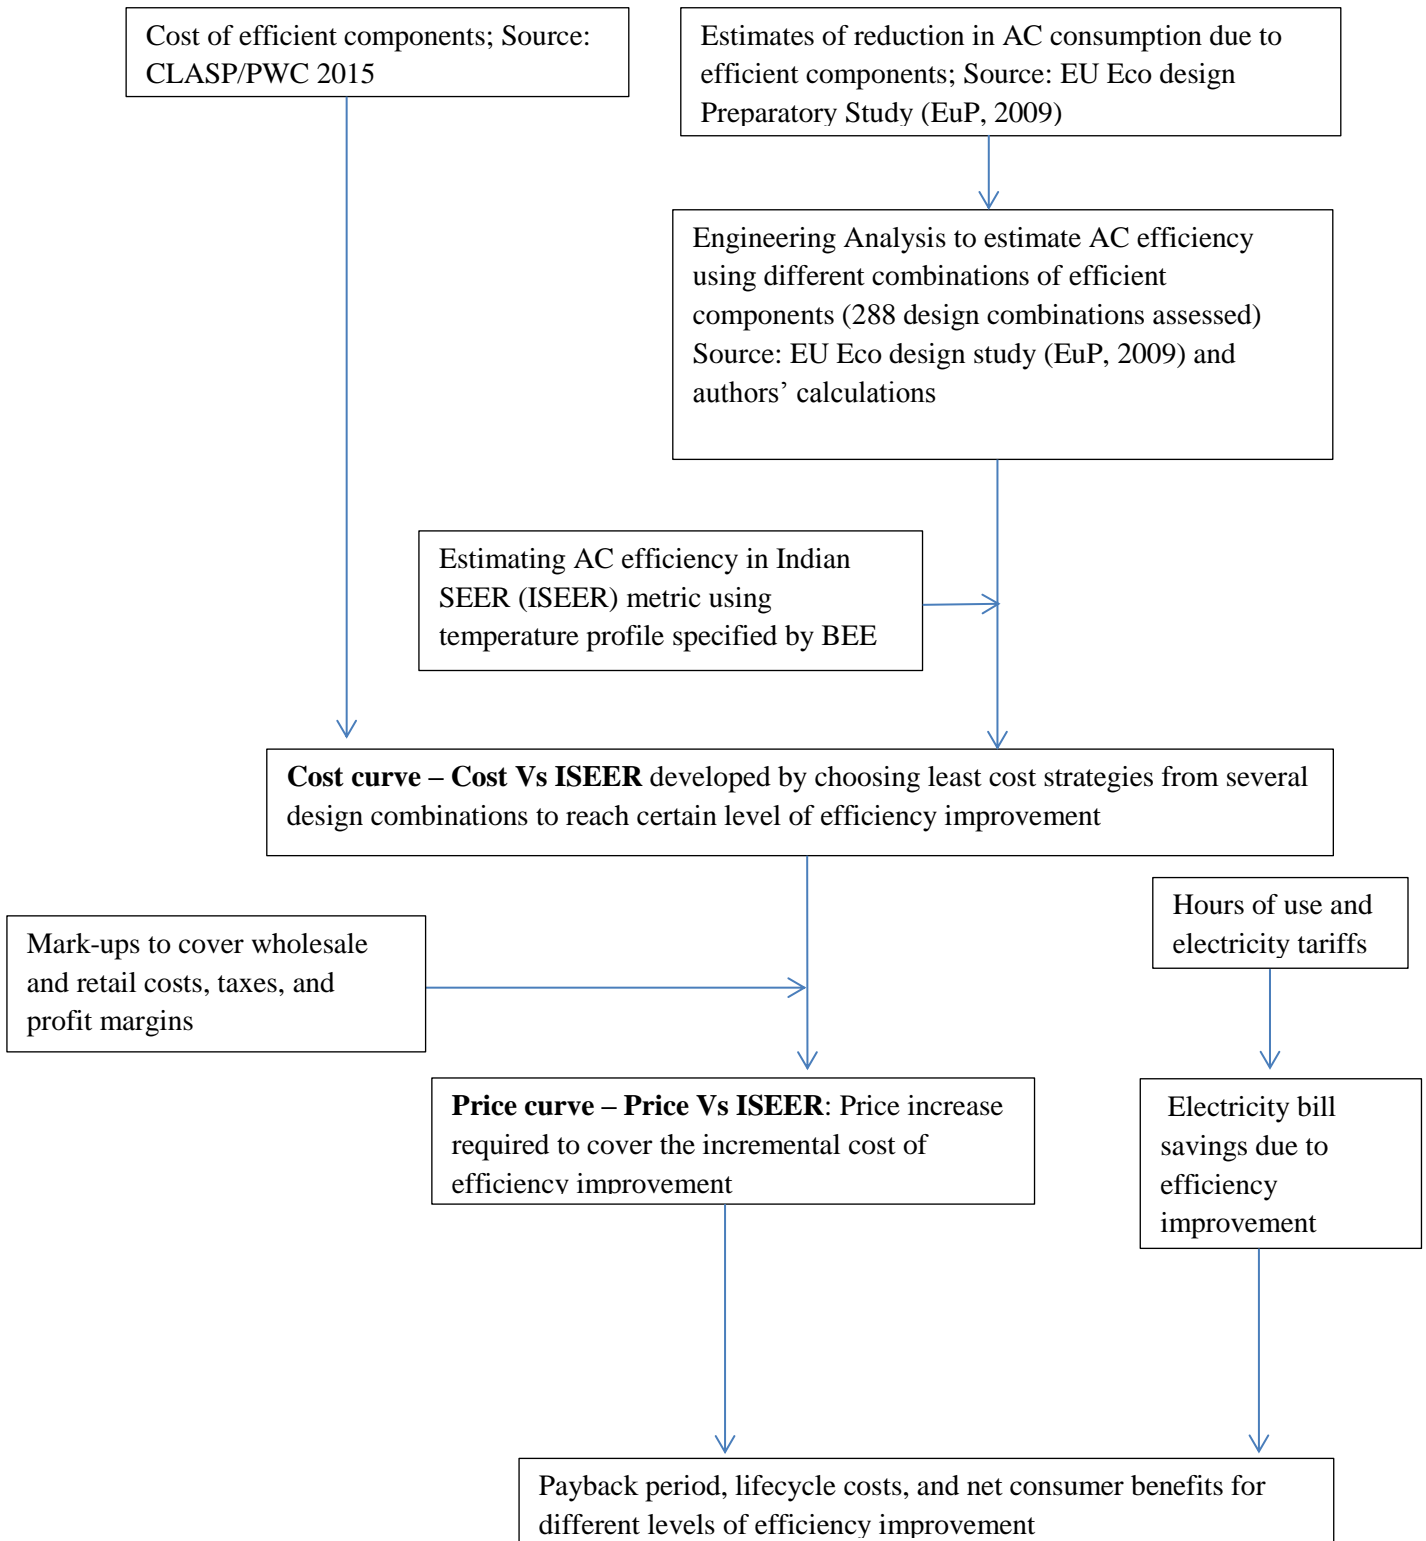 Cost of efficient components; Source:
CLASP/PWC 2015
Estimates of reduction in AC consumption due to
efficient components; Source: EU Eco design
Preparatory Study (EuP, 2009)
Engineering Analysis to estimate AC efficiency
using different combinations of efficient
components (288 design combinations assessed)
Source: EU Eco design study (EuP, 2009) and
authors’ calculations
Estimating AC efficiency in Indian
SEER (ISEER) metric using
temperature profile specified by BEE
Cost curve – Cost Vs ISEER developed by choosing least cost strategies from several
design combinations to reach certain level of efficiency improvement
Hours of use and
electricity tariffs
Mark-ups to cover wholesale
and retail costs, taxes, and
profit margins
Price curve – Price Vs ISEER: Price increase
required to cover the incremental cost of
efficiency improvement
Electricity bill
savings due to
efficiency
improvement
Payback period, lifecycle costs, and net consumer benefits for
different levels of efficiency improvement